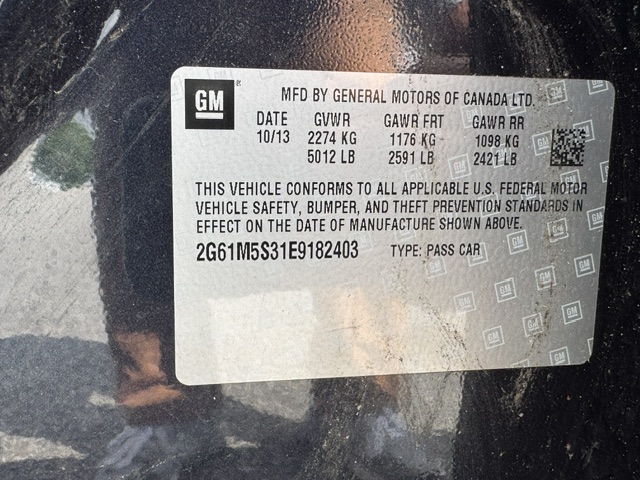 GM
MFD BY GENERAL MOTORS OF CANADA LTD.
DATE GVWR GAWR FRT GAWR RR
10/13 2274 KG 1176 KG 1098 KG
5012 LB 2591 LB 2421 LB
THIS VEHICLE CONFORMS TO ALL APPLICABLE U.S. FEDERAL MOTOR
VEHICLE SAFETY, BUMPER, AND THEFT PREVENTION STANDARDS IN
EFFECT ON THE DATE OF MANUFACTURE SHOWN ABOVE.
2G61M5S31E9182403 TYPE: PASS CAR